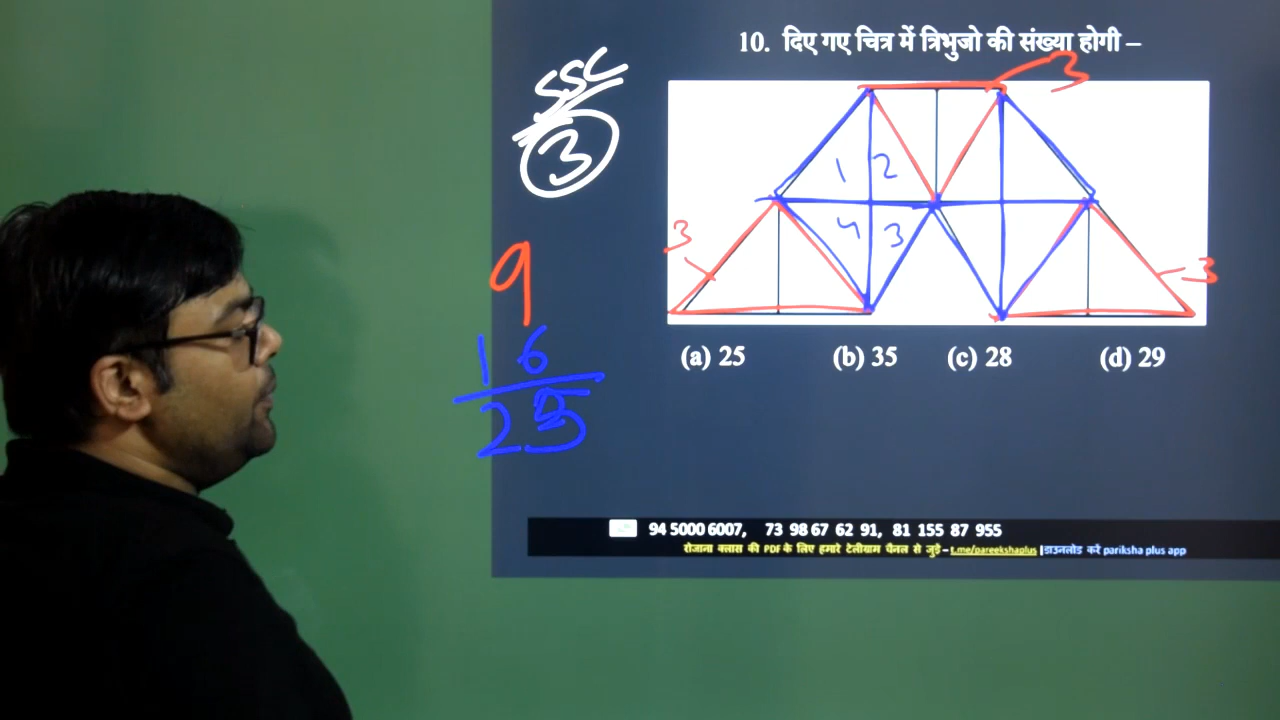 10. दिए गए चित्र में त्रिभुजो की संख्या होगी –
SSC
3
3
1 2
4 3
3
3
9
16
25
(a) 25 (b) 35 (c) 28 (d) 29
94 5000 6007, 73 98 67 62 91, 81 155 87 955
रोजाना क्लास की PDF के लिए हमारे टेलीग्राम चैनल से जुड़े – t.me/pareekshaplus | डाउनलोड करें pariksha plus app